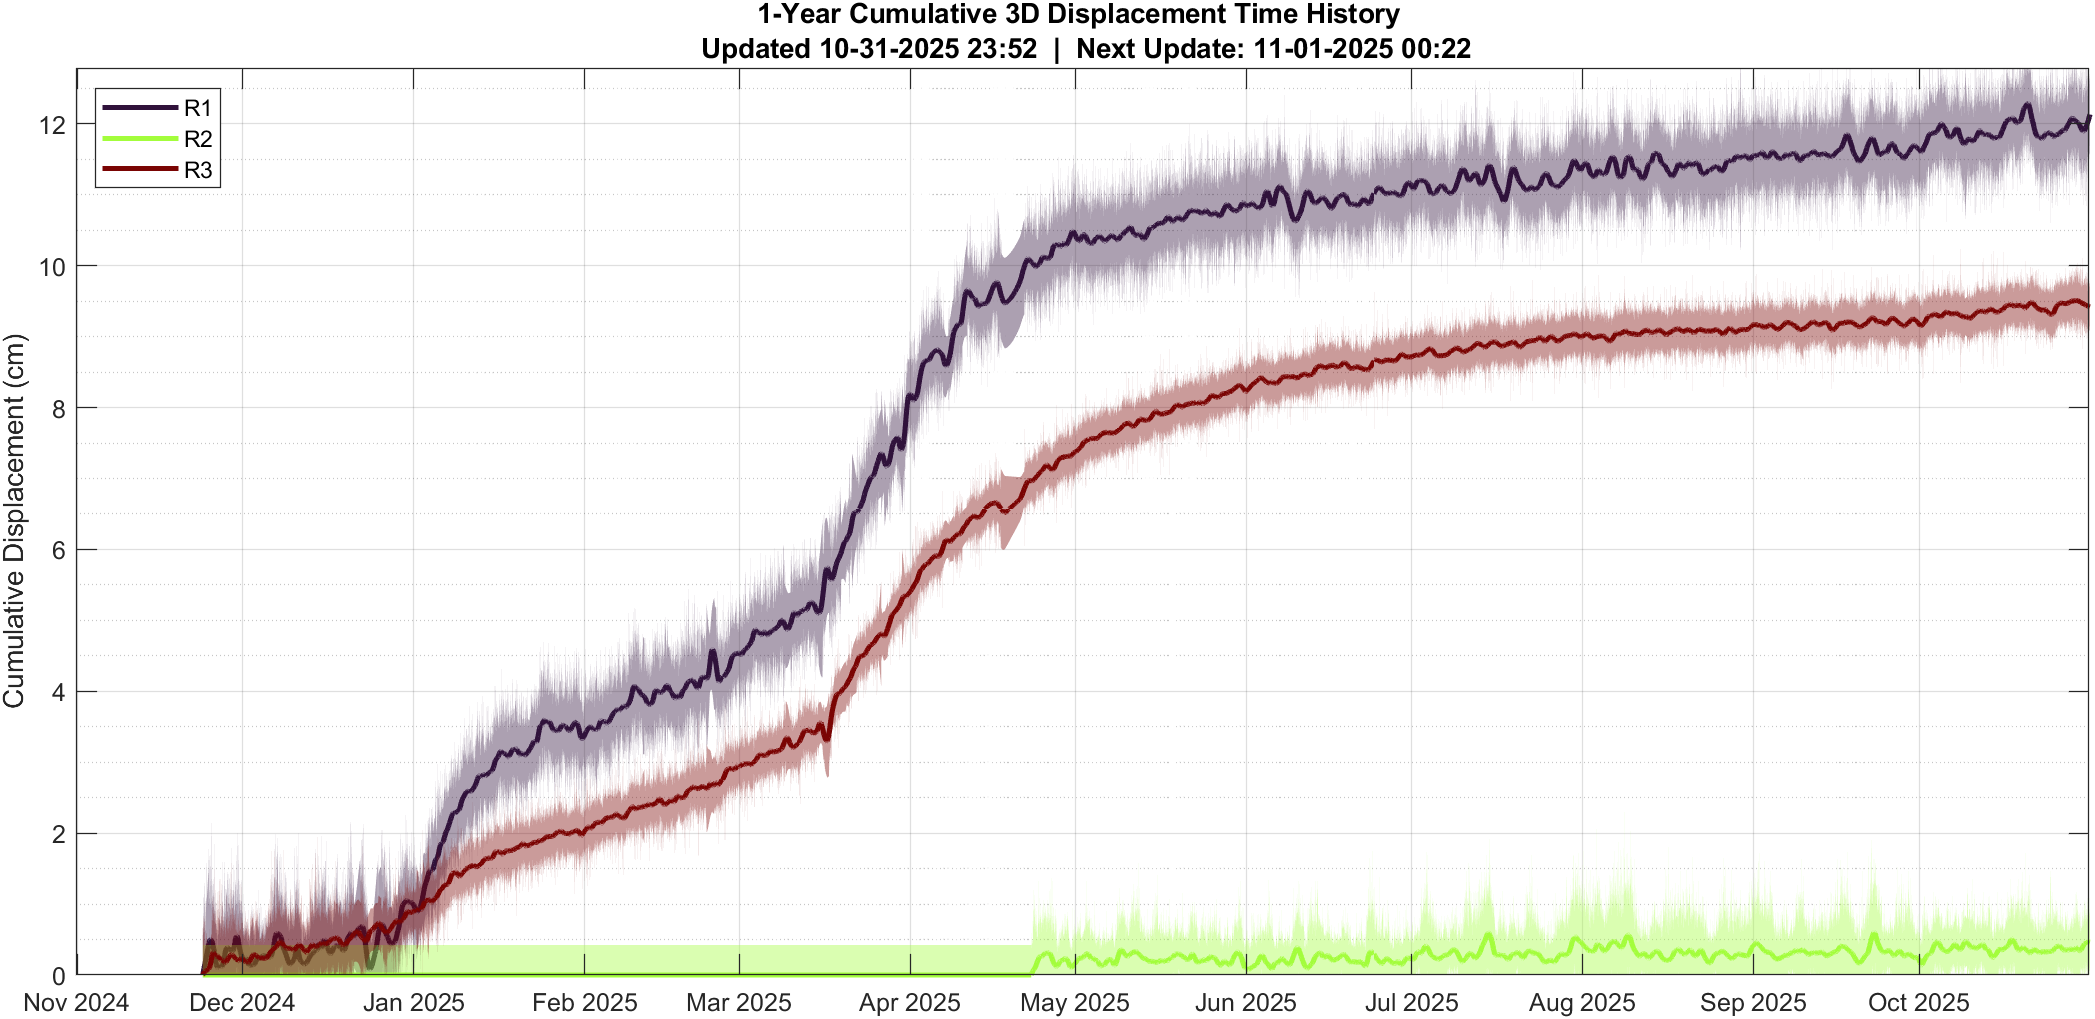 1-Year Cumulative 3D Displacement Time History
Updated 10-31-2025 23:52 | Next Update: 11-01-2025 00:22
R1
R2
R3
Cumulative Displacement (cm)
12
10
8
6
4
2
0
Nov 2024 Dec 2024 Jan 2025 Feb 2025 Mar 2025 Apr 2025 May 2025 Jun 2025 Jul 2025 Aug 2025 Sep 2025 Oct 2025